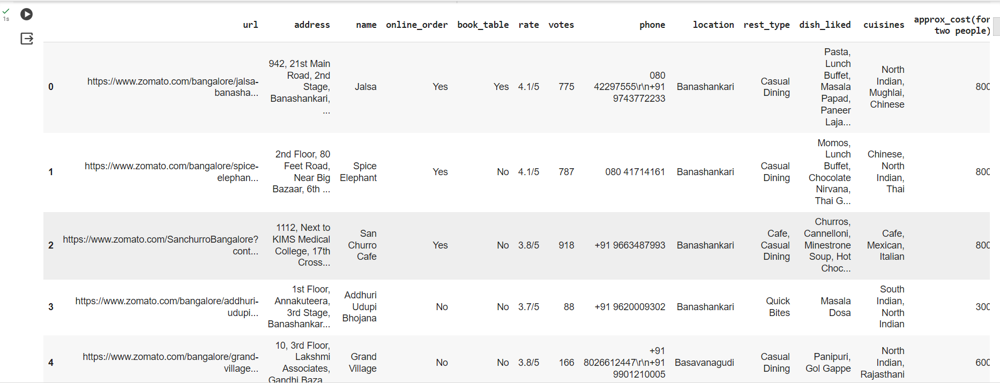 1s
url address name online_order book_table rate votes phone location rest_type dish_liked cuisines approx_cost(for
two people)
0
https://www.zomato.com/bangalore/jalsa-
banasha...
942, 21st Main
Road, 2nd
Stage,
Banashankari,
...
Jalsa
Yes
Yes
4.1/5
775
080
42297555\r\n+91
9743772233
Banashankari
Casual
Dining
Pasta,
Lunch
Buffet,
Masala
Papad,
Paneer
Laja...
North
Indian,
Mughlai,
Chinese
800
1
https://www.zomato.com/bangalore/spice-
elephan...
2nd Floor, 80
Feet Road,
Near Big
Bazaar, 6th ...
Spice
Elephant
Yes
No
4.1/5
787
080 41714161
Banashankari
Casual
Dining
Momos,
Lunch
Buffet,
Chocolate
Nirvana,
Thai G...
Chinese,
North
Indian,
Thai
800
2
https://www.zomato.com/SanchurroBangalore?
cont...
1112, Next to
KIMS Medical
College, 17th
Cross...
San
Churro
Cafe
Yes
No
3.8/5
918
+91 9663487993
Banashankari
Cafe,
Casual
Dining
Churros,
Cannelloni,
Minestrone
Soup, Hot
Choc...
Cafe,
Mexican,
Italian
800
3
https://www.zomato.com/bangalore/addhuri-
udupi...
1st Floor,
Annakuteera,
3rd Stage,
Banashankar...
Addhuri
Udupi
Bhojana
No
No
3.7/5
88
+91 9620009302
Banashankari
Quick
Bites
Masala
Dosa
South
Indian,
North
Indian
300
4
https://www.zomato.com/bangalore/grand-
village...
10, 3rd Floor,
Lakshmi
Associates,
Gandhi Baza...
Grand
Village
No
No
3.8/5
166
+91
8026612447\r\n+91
9901210005
Basavanagudi
Casual
Dining
Panipuri,
Gol Gappe
North
Indian,
Rajasthani
600